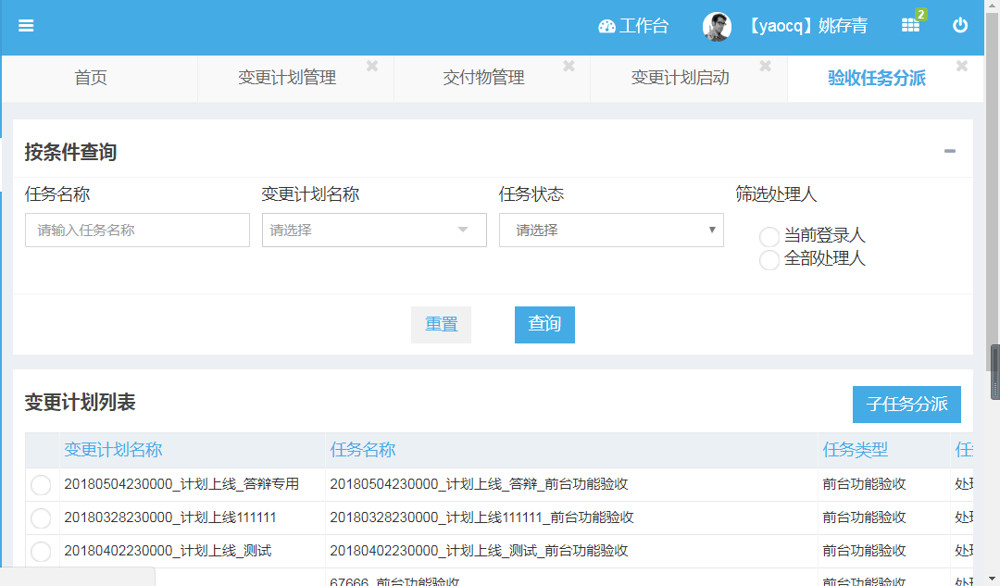 工作台 【yaocq】姚存青 2
首页 变更计划管理 交付物管理 变更计划启动 验收任务分派
按条件查询
任务名称 变更计划名称 任务状态 筛选处理人
请输入任务名称 请选择 请选择 当前登录人
全部处理人
重置 查询
变更计划列表 子任务分派
变更计划名称 任务名称 任务类型 任
20180504230000_计划上线_答辩专用 20180504230000_计划上线_答辩_前台功能验收 前台功能验收 处理
20180328230000_计划上线111111 20180328230000_计划上线111111_前台功能验收 前台功能验收 处理
20180402230000_计划上线_测试 20180402230000_计划上线_测试_前台功能验收 前台功能验收 处理
67666_前台功能验收 前台功能验收 处理